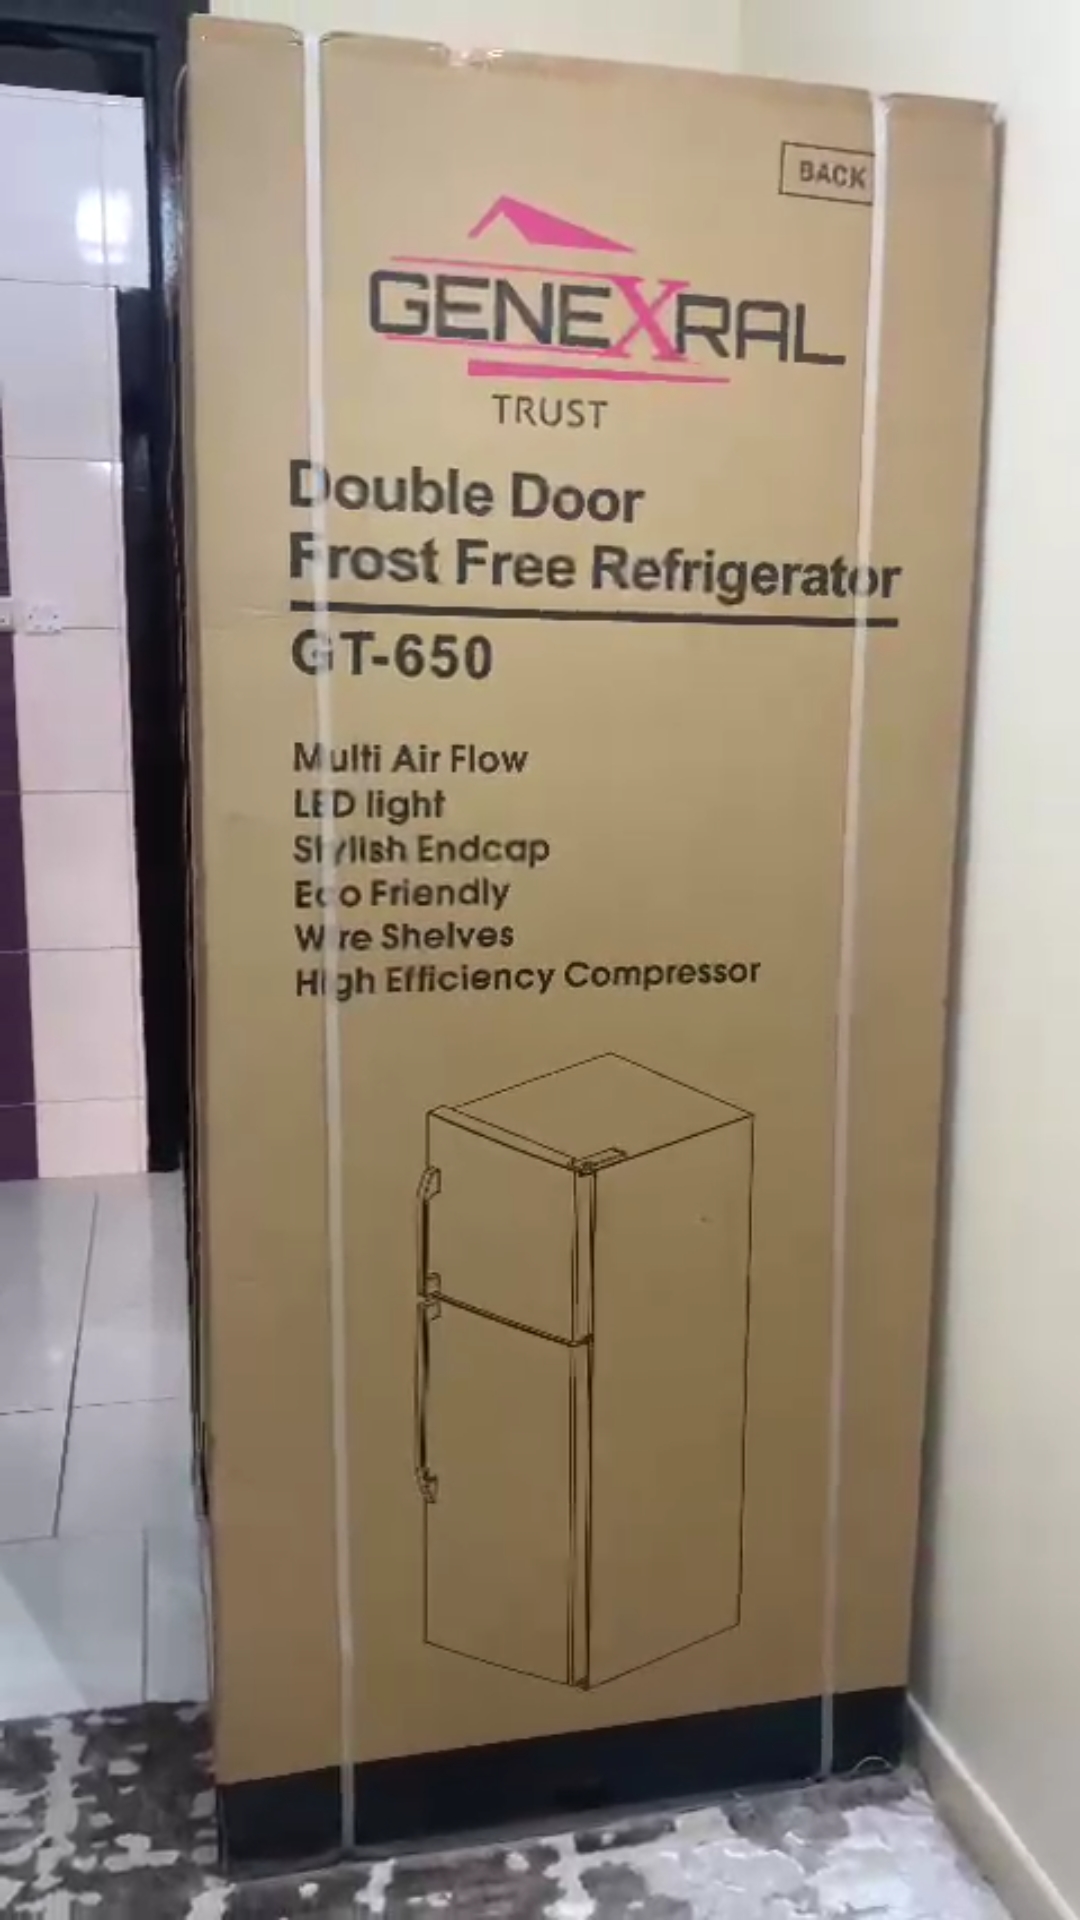 BACK
GENEXRAL
TRUST
Double Door
Frost Free Refrigerator
GT-650
Multi Air Flow
LED light
Stylish Endcap
Eco Friendly
Wire Shelves
High Efficiency Compressor